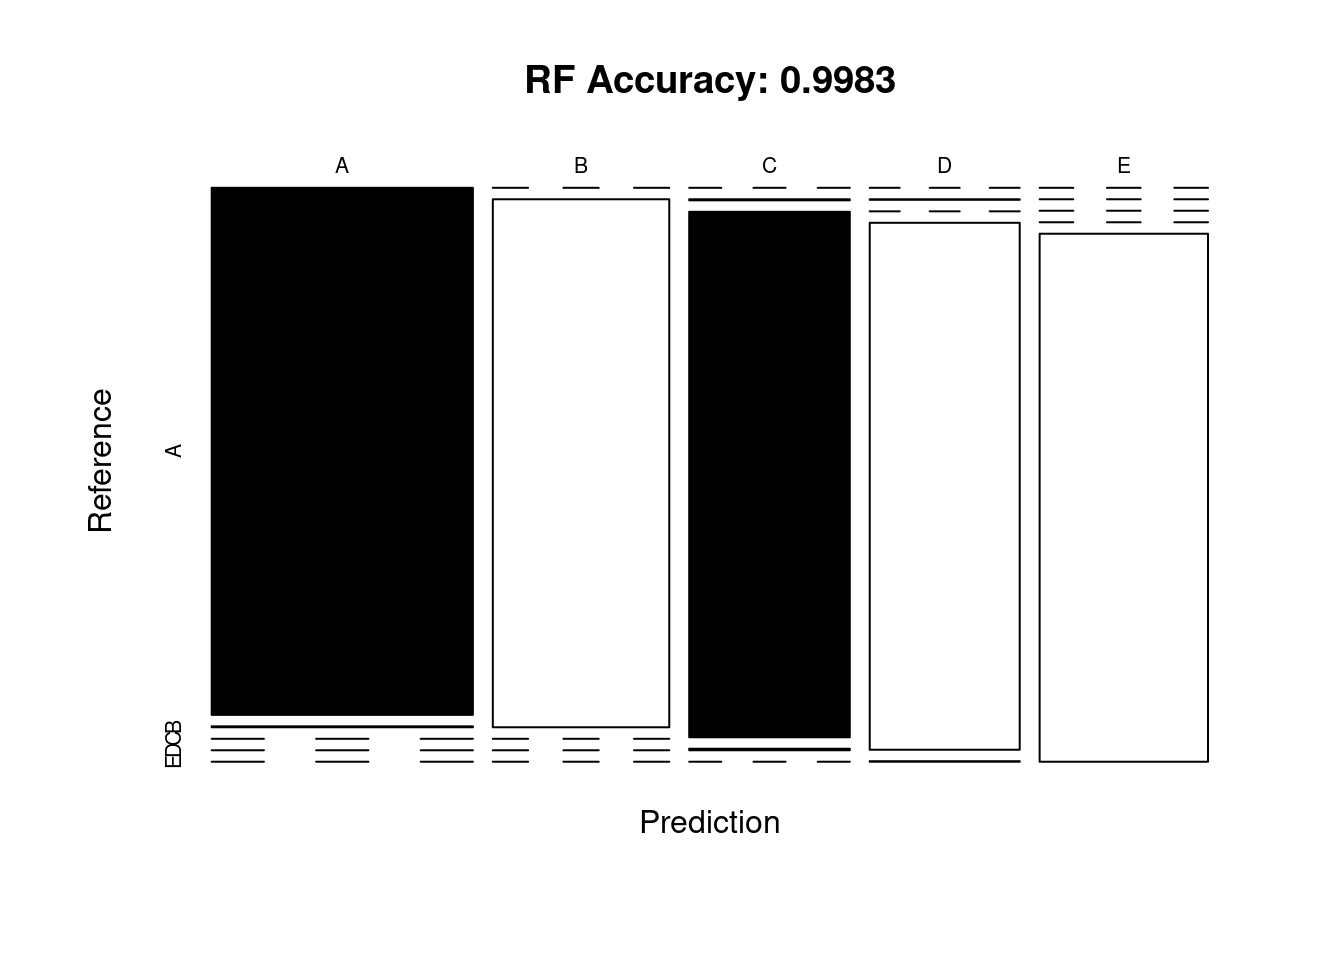 RF Accuracy: 0.9983
A B C D E
Reference
A
EDCB
Prediction